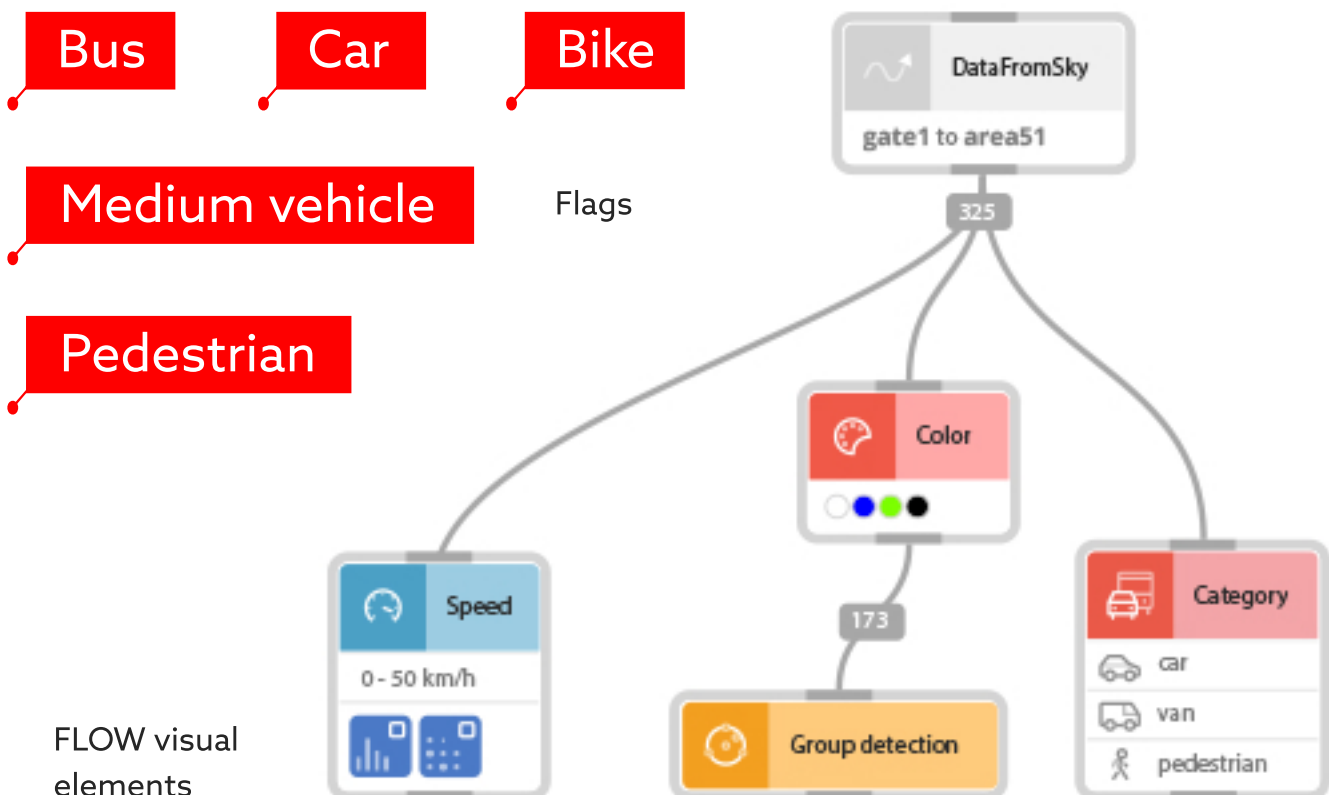 Bus
Car
Bike
DataFromSky
gate1 to area51
Medium vehicle
Flags
325
Pedestrian
Color
Speed
Category
173
0 - 50 km/h
car
van
pedestrian
Group detection
FLOW visual
elements